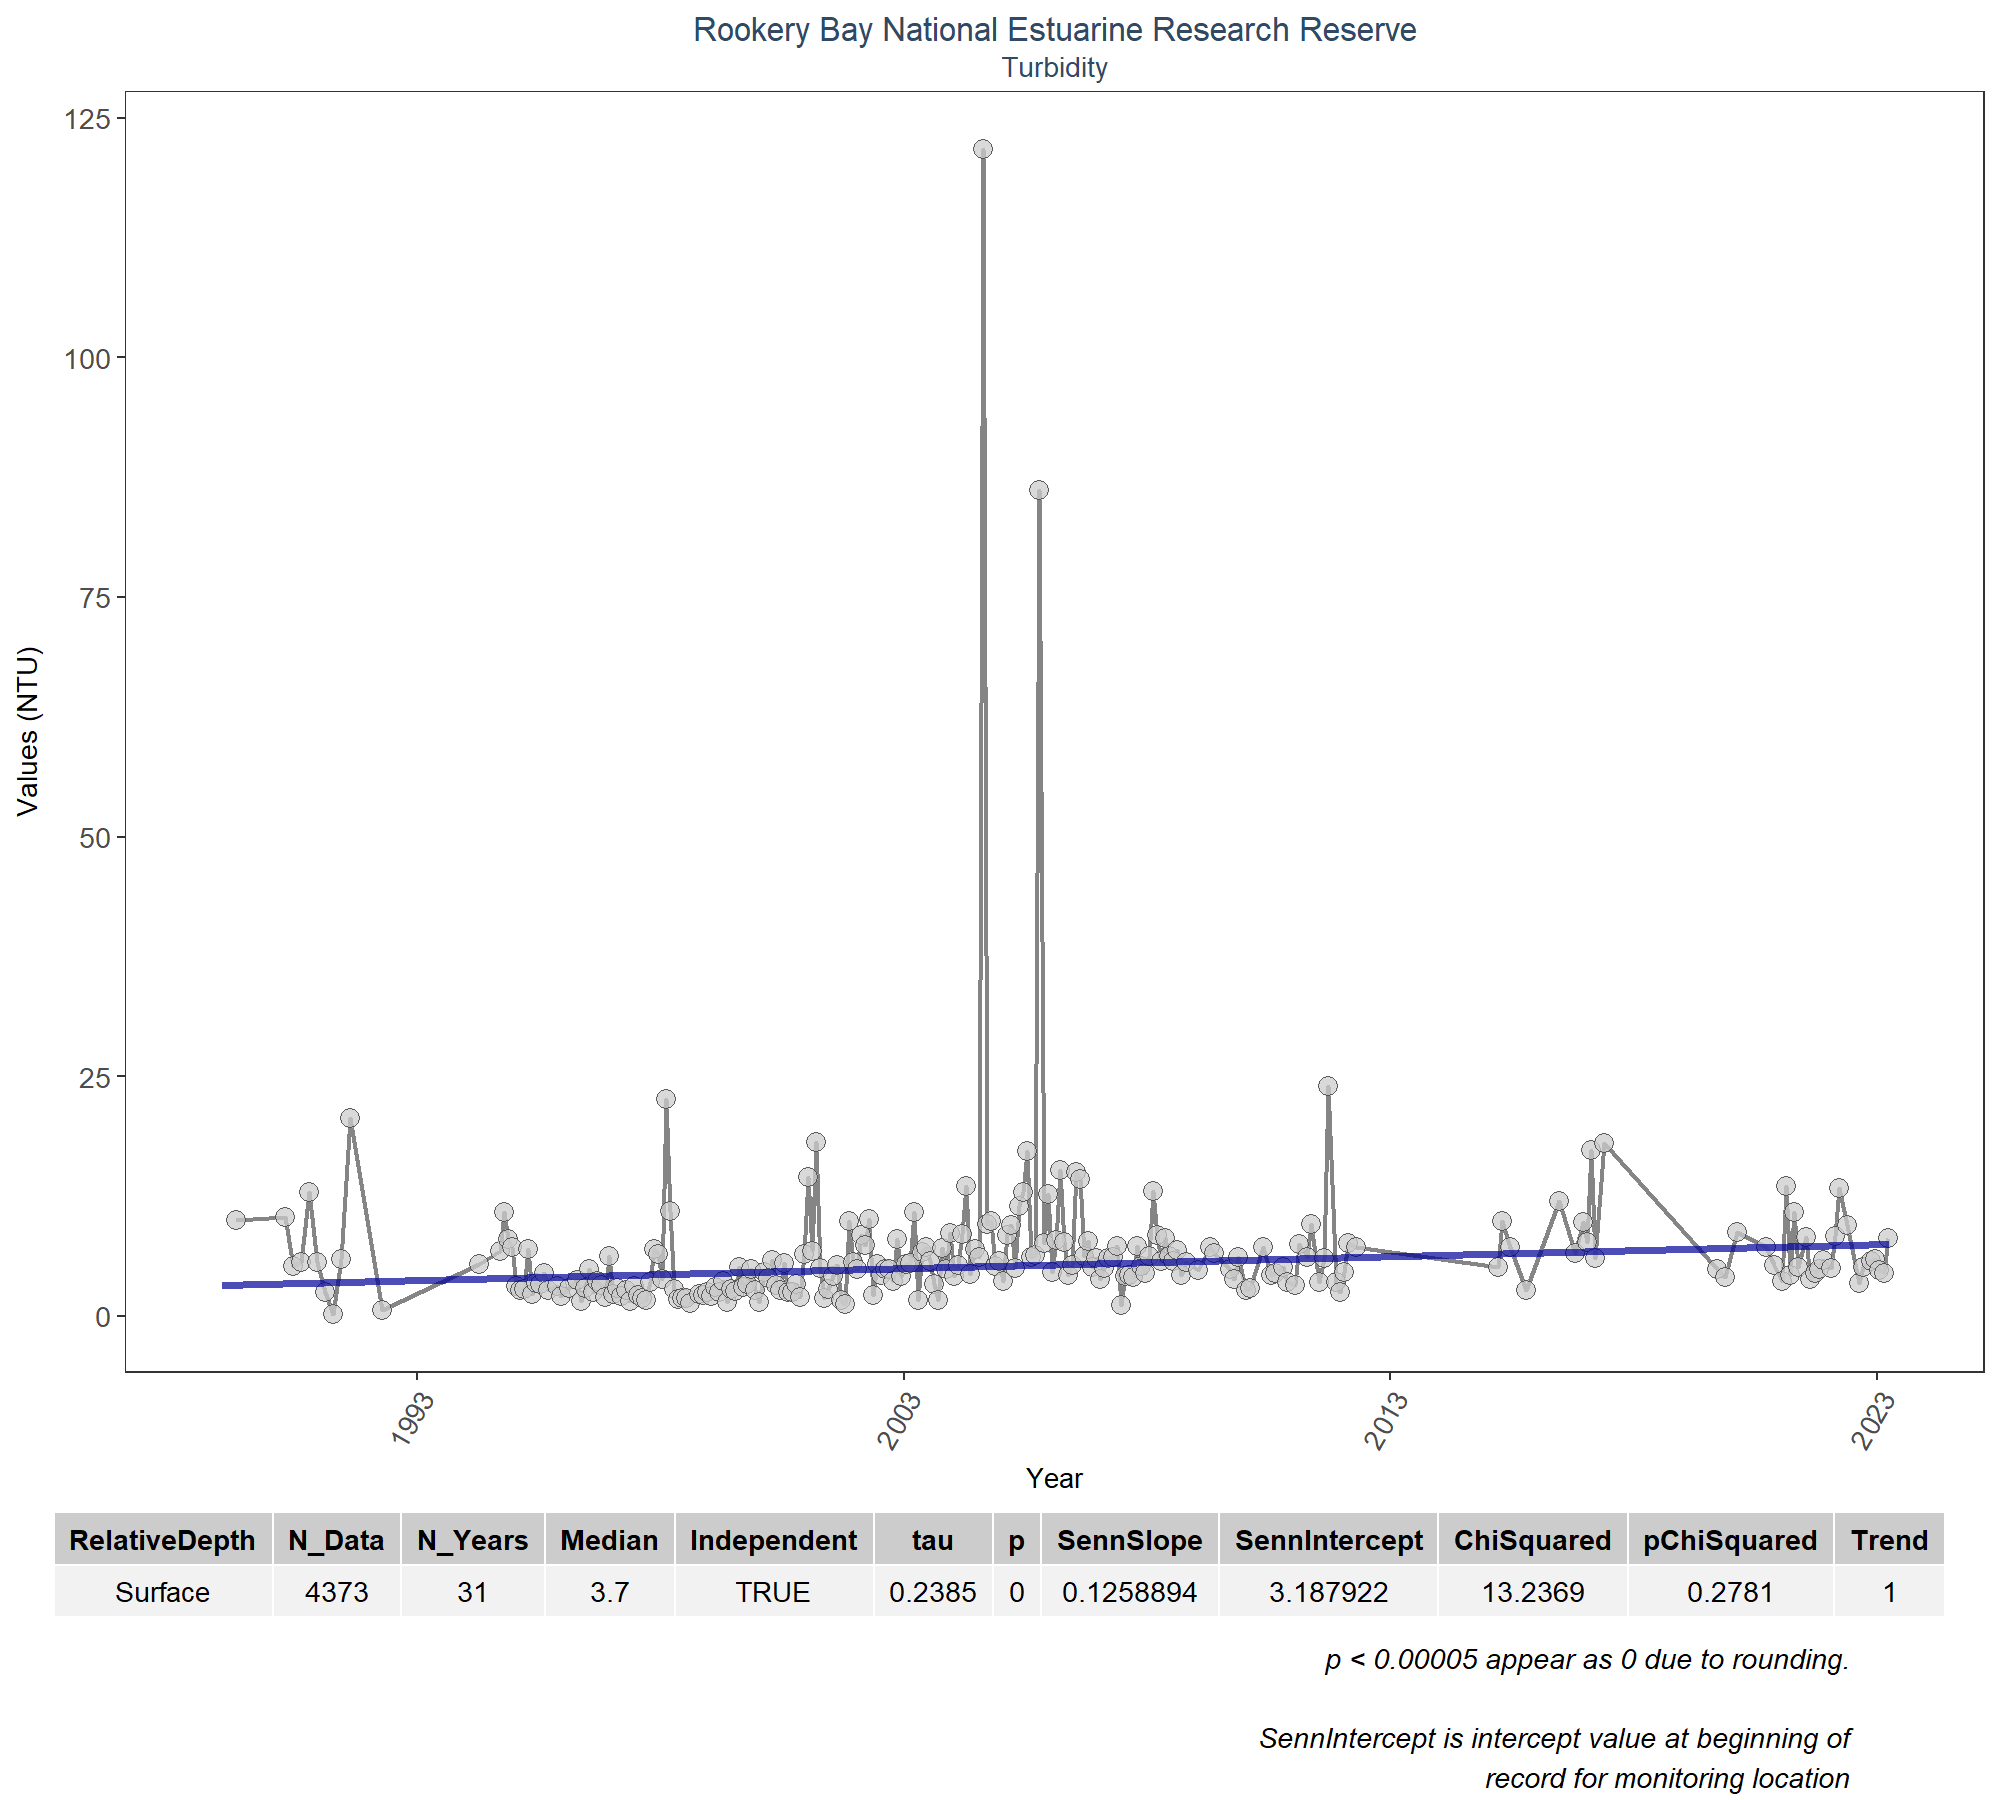 Rookery Bay National Estuarine Research Reserve
Turbidity
125
100
75
50
25
0
Values (NTU)
1993
2003
2013
2023
Year
RelativeDepth N_Data N_Years Median Independent tau p SennSlope SennIntercept ChiSquared pChiSquared Trend
Surface 4373 31 3.7 TRUE 0.2385 0 0.1258894 3.187922 13.2369 0.2781 1
p < 0.00005 appear as 0 due to rounding.
SennIntercept is intercept value at beginning of
record for monitoring location